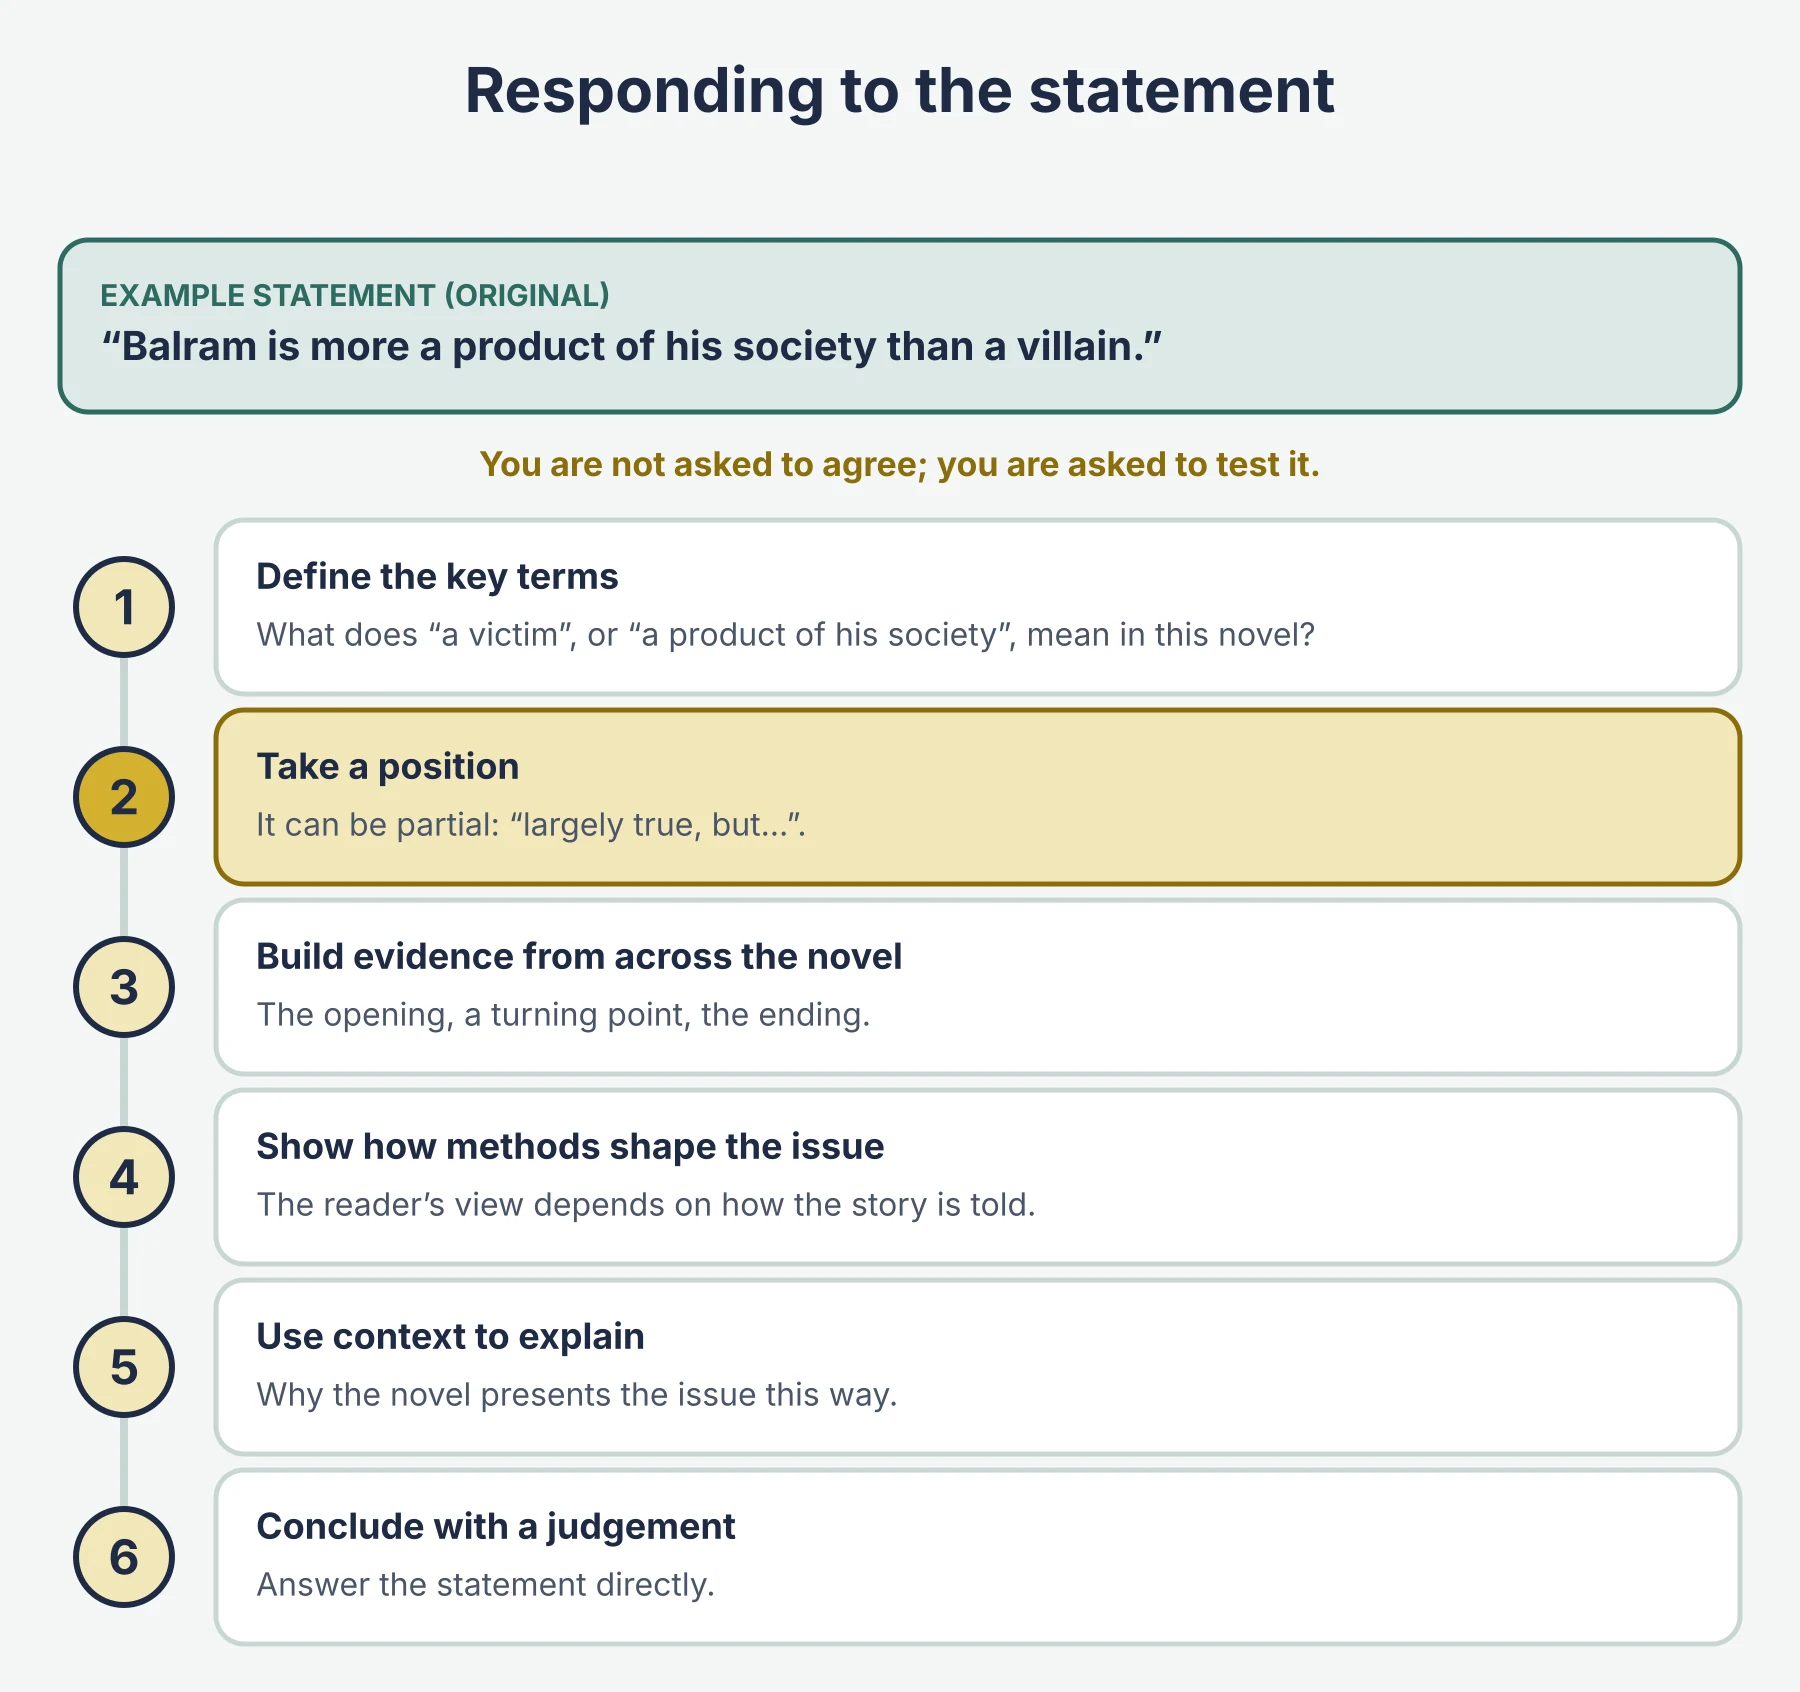 Responding to the statement
EXAMPLE STATEMENT (ORIGINAL)
“Balram is more a product of his society than a villain.”
You are not asked to agree; you are asked to test it.
1
Define the key terms
What does “a victim”, or “a product of his society”, mean in this novel?
2
Take a position
It can be partial: “largely true, but...”.
3
Build evidence from across the novel
The opening, a turning point, the ending.
4
Show how methods shape the issue
The reader’s view depends on how the story is told.
5
Use context to explain
Why the novel presents the issue this way.
6
Conclude with a judgement
Answer the statement directly.